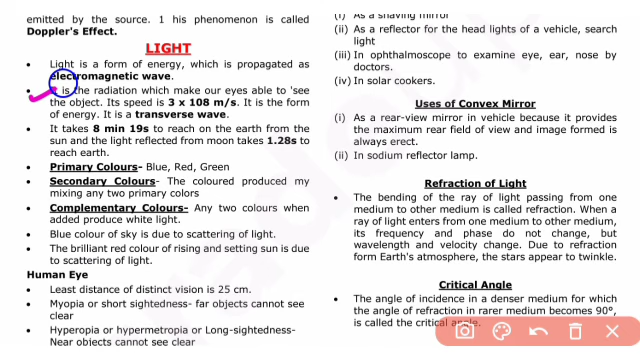 emitted by the source. 1 his phenomenon is called
Doppler's Effect.
LIGHT
• Light is a form of energy, which is propagated as
electromagnetic wave.
• is the radiation which make our eyes able to 'see
the object. Its speed is 3 x 108 m/s. It is the form
of energy. It is a transverse wave.
• It takes 8 min 19s to reach on the earth from the
sun and the light reflected from moon takes 1.28s to
reach earth.
• Primary Colours- Blue, Red, Green
• Secondary Colours- The coloured produced my
mixing any two primary colors
• Complementary Colours- Any two colours when
added produce white light.
• Blue colour of sky is due to scattering of light.
• The brilliant red colour of rising and setting sun is due
to scattering of light.
Human Eye
• Least distance of distinct vision is 25 cm.
• Myopia or short sightedness- far objects cannot see
clear
• Hyperopia or hypermetropia or Long-sightedness-
Near objects cannot see clear
(i) As a shaving mirror
(ii) As a reflector for the head lights of a vehicle, search
light
(iii) In ophthalmoscope to examine eye, ear, nose by
doctors.
(iv) In solar cookers.
Uses of Convex Mirror
(i) As a rear-view mirror in vehicle because it provides
the maximum rear field of view and image formed is
always erect.
(ii) In sodium reflector lamp.
Refraction of Light
• The bending of the ray of light passing from one
medium to other medium is called refraction. When a
ray of light enters from one medium to other medium,
its frequency and phase do not change, but
wavelength and velocity change. Due to refraction
form Earth's atmosphere, the stars appear to twinkle.
Critical Angle
• The angle of incidence in a denser medium for which
the angle of refraction in rarer medium becomes 90°,
is called the critical angle.